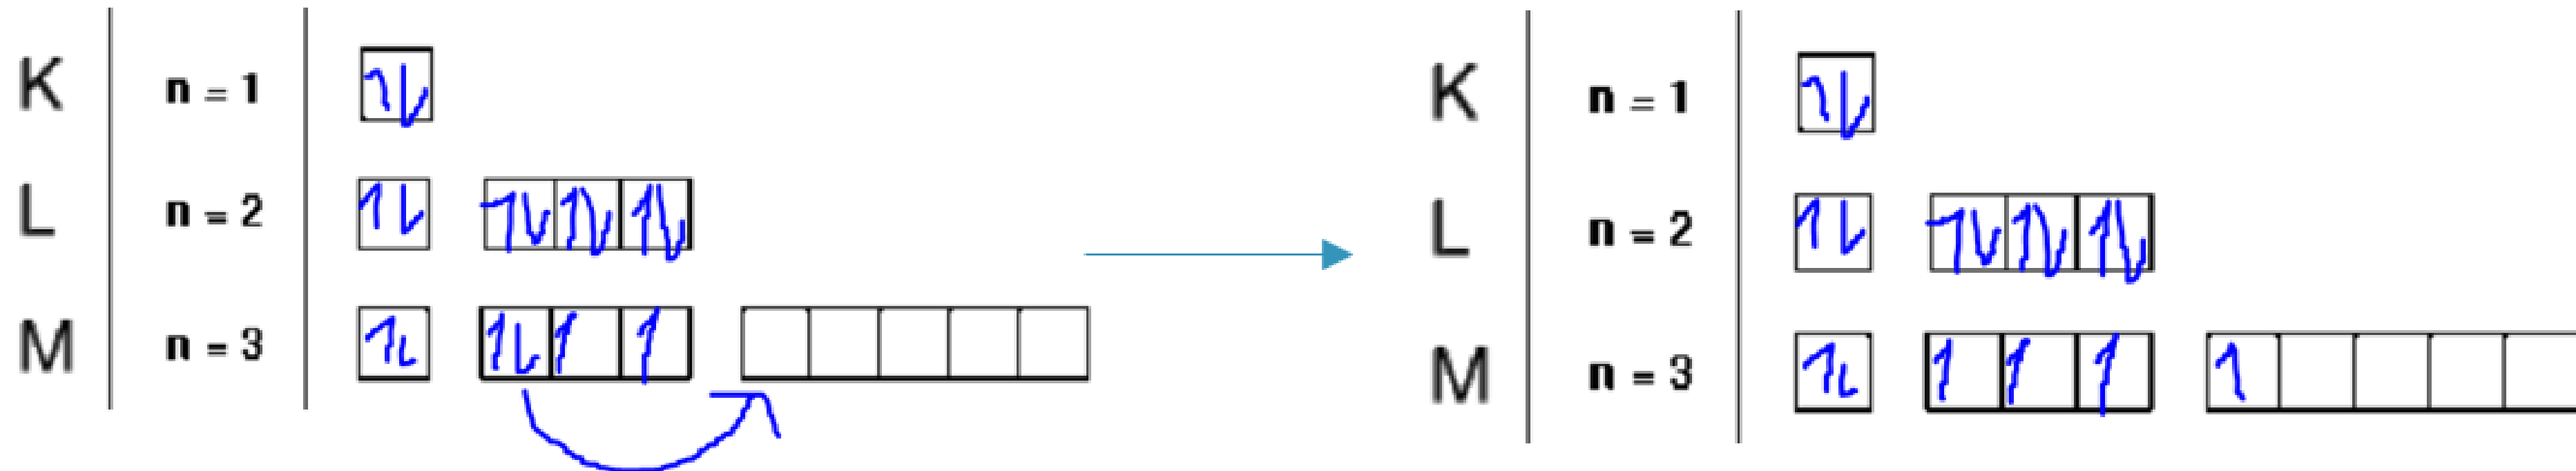 K n = 1
L n = 2
M n = 3
K n = 1
L n = 2
M n = 3